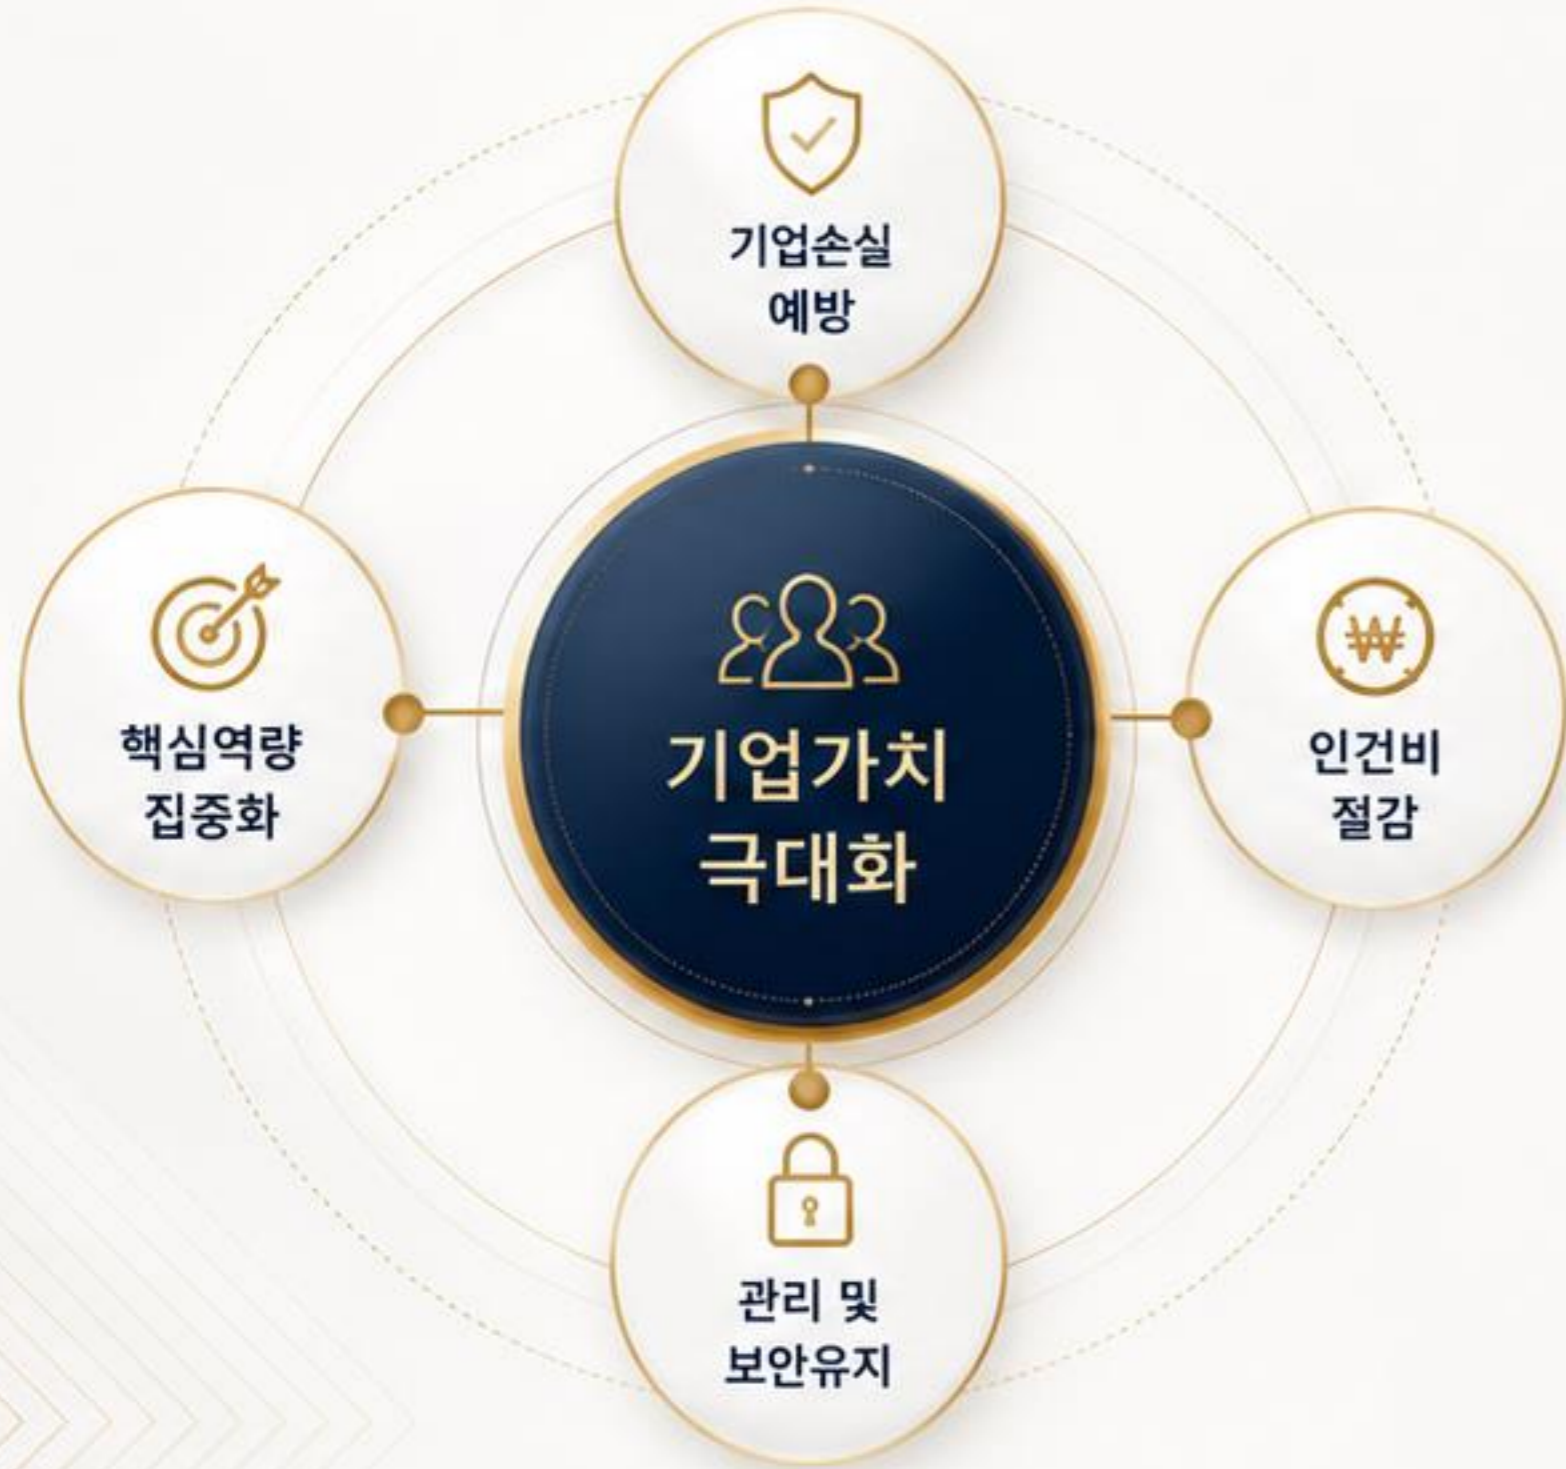 기업손실
예방
핵심역량
집중화
기업가치
극대화
인건비
절감
관리 및
보안유지